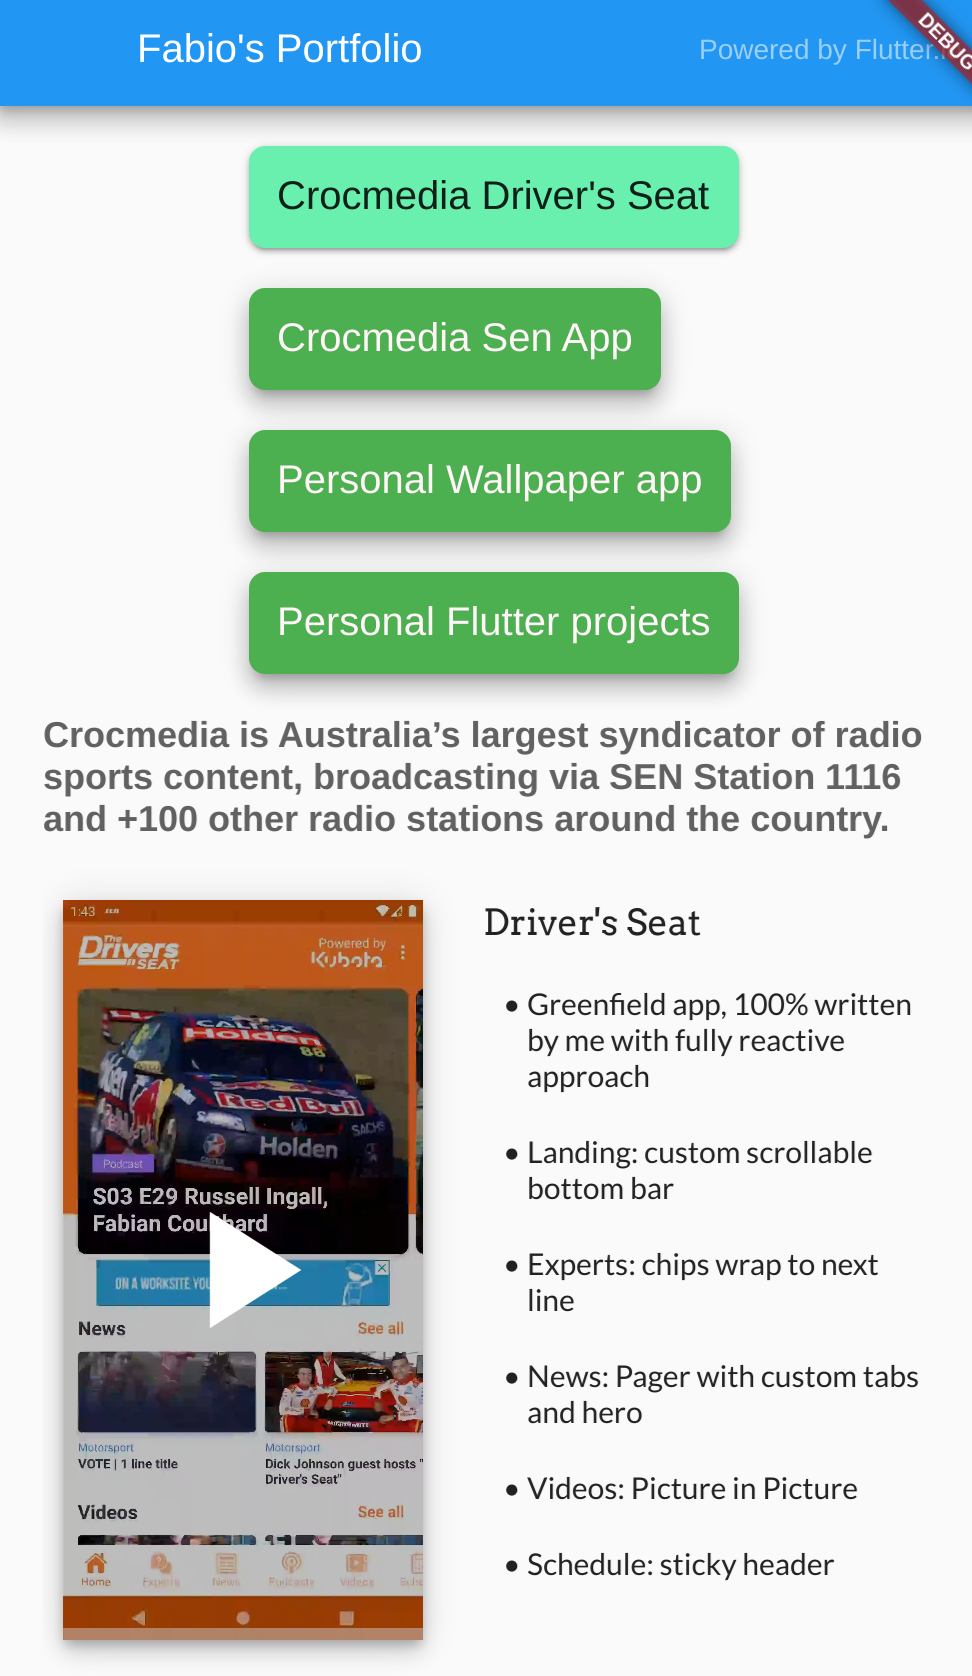 Fabio's Portfolio
Powered by Flutter.
DEBUG
Crocmedia Driver's Seat
Crocmedia Sen App
Personal Wallpaper app
Personal Flutter projects
Crocmedia is Australia’s largest syndicator of radio
sports content, broadcasting via SEN Station 1116
and +100 other radio stations around the country.
1:43
The
Drivers
SEAT
Powered by
Kubota
Holden
88
Red Bull
SACHS
Holden
Podcast
S03 E29 Russell Ingall,
Fabian Coulthard
ON A WORKSITE
News
See all
Motorsport
VOTE | 1 line title
Motorsport
Dick Johnson guest hosts "
Driver's Seat"
Videos
See all
Home
Experts
News
Podcasts
Videos
Driver's Seat
• Greenfield app, 100% written
by me with fully reactive
approach
• Landing: custom scrollable
bottom bar
• Experts: chips wrap to next
line
• News: Pager with custom tabs
and hero
• Videos: Picture in Picture
• Schedule: sticky header